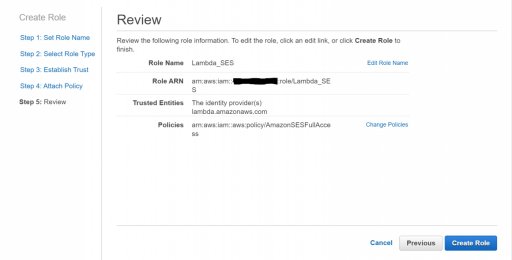 Create Role
Step 1: Set Role Name
Step 2: Select Role Type
Step 3: Establish Trust
Step 4: Attach Policy
Step 5: Review
Review
Review the following role information. To edit the role, click an edit link, or click Create Role to
finish.
Role Name Lambda_SES Edit Role Name
Role ARN arn:aws:iam:: :role/Lambda_SE
S
Trusted Entities The identity provider(s)
lambda.amazonaws.com
Policies arn:aws:iam::aws:policy/AmazonSESFullAcce Change Policies
ss
Cancel Previous Create Role